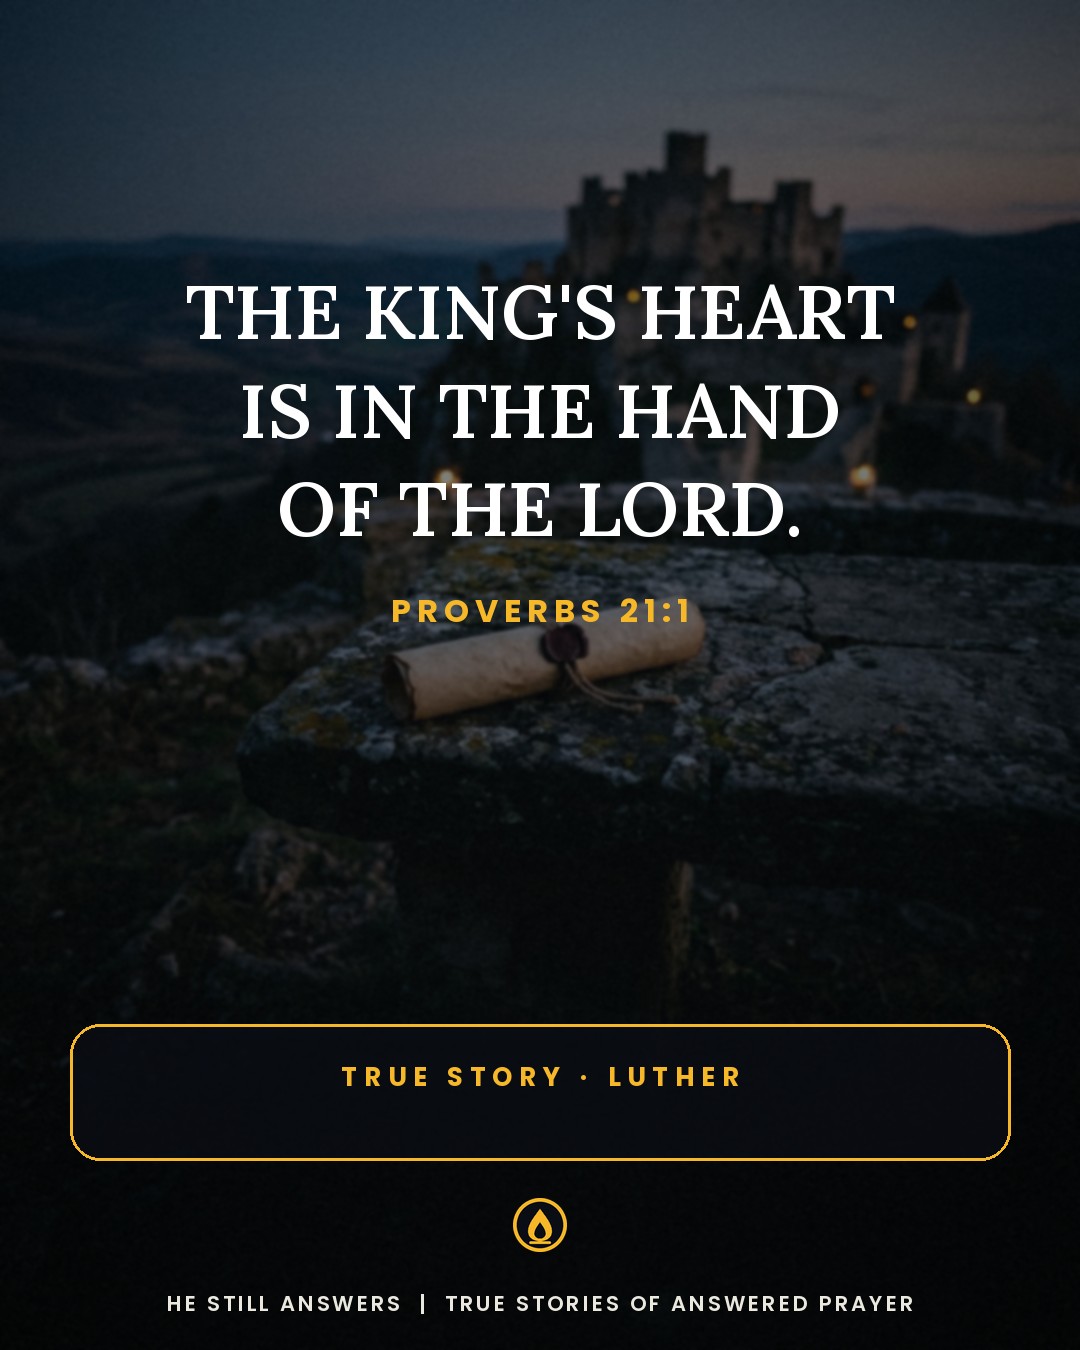 THE KING'S HEART
IS IN THE HAND
OF THE LORD.
PROVERBS 21:1
TRUE STORY · LUTHER
HE STILL ANSWERS | TRUE STORIES OF ANSWERED PRAYER